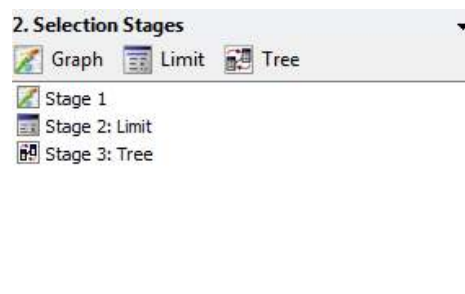 2. Selection Stages
Graph Limit Tree
Stage 1
Stage 2: Limit
Stage 3: Tree